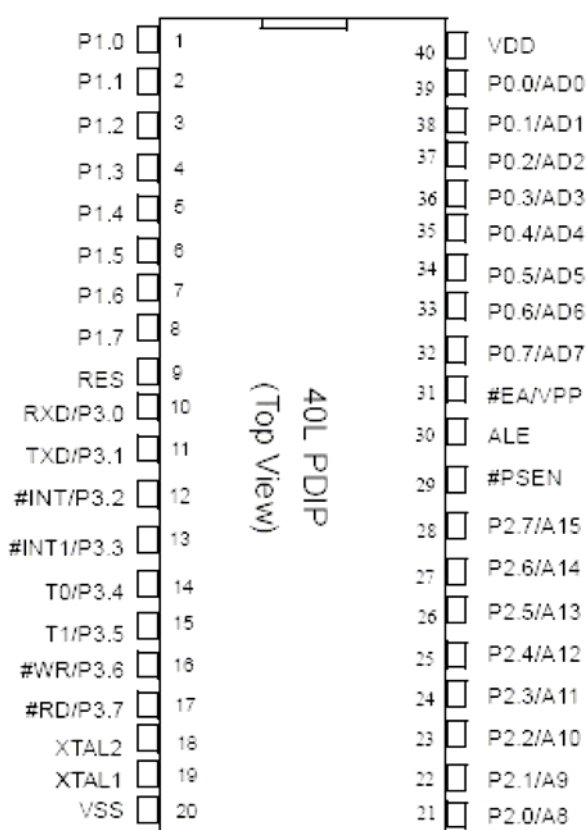 P1.0 1 40 VDD
P1.1 2 39 P0.0/AD0
P1.2 3 38 P0.1/AD1
P1.3 4 37 P0.2/AD2
P1.4 5 36 P0.3/AD3
P1.5 6 35 P0.4/AD4
P1.6 7 34 P0.5/AD5
P1.7 8 33 P0.6/AD6
RES 9 32 P0.7/AD7
RXD/P3.0 10 31 #EA/VPP
TXD/P3.1 11 30 ALE
#INT/P3.2 12 29 #PSEN
#INT1/P3.3 13 28 P2.7/A15
T0/P3.4 14 27 P2.6/A14
T1/P3.5 15 26 P2.5/A13
#WR/P3.6 16 25 P2.4/A12
#RD/P3.7 17 24 P2.3/A11
XTAL2 18 23 P2.2/A10
XTAL1 19 22 P2.1/A9
VSS 20 21 P2.0/A8
40L PDIP
(Top View)